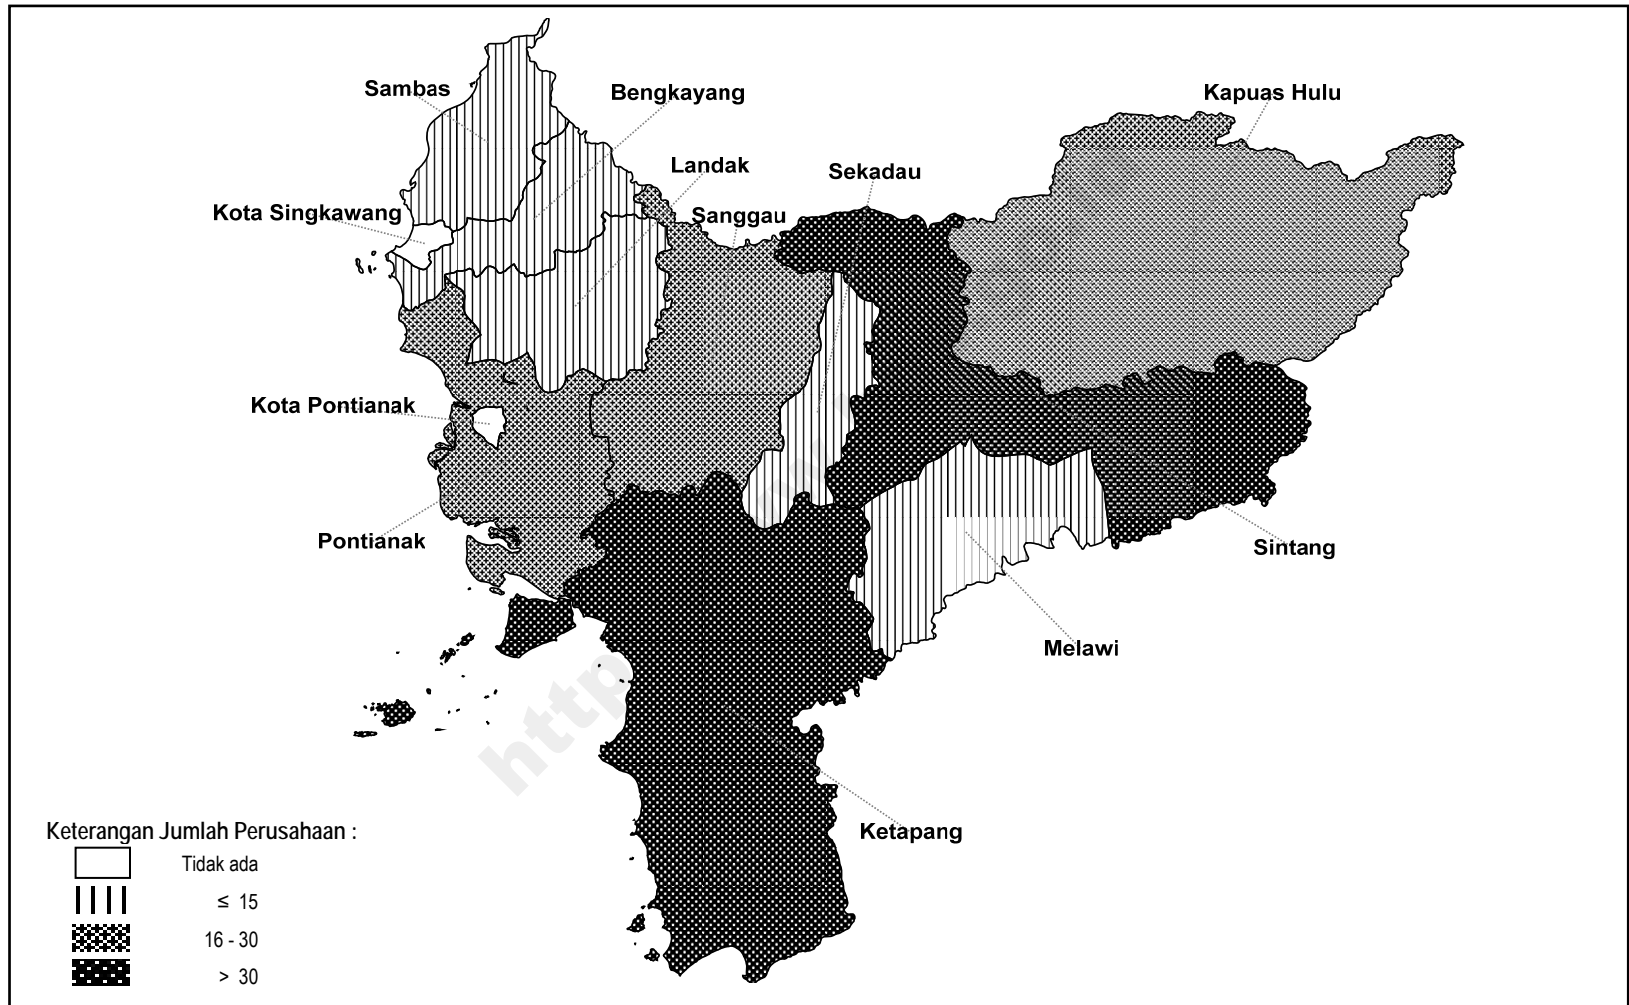 Sambas
Bengkayang
Kapuas Hulu
Landak
Sekadau
Kota Singkawang
Sanggau
Kota Pontianak
Pontianak
Sintang
Melawi
http
w
Ketapang
Keterangan Jumlah Perusahaan :
Tidak ada
≤ 15
16 - 30
> 30